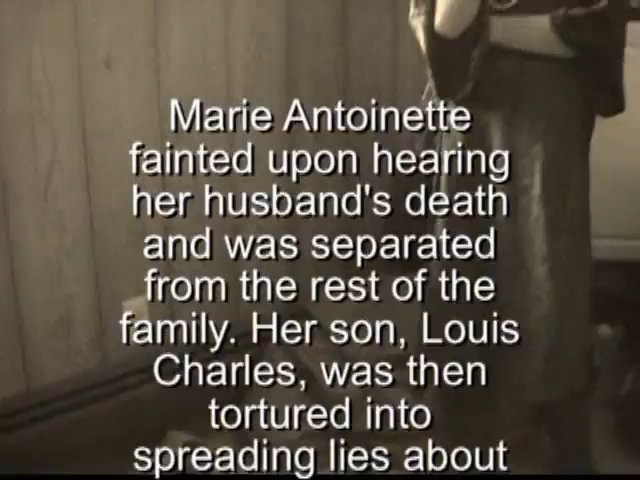 Marie Antoinette
fainted upon hearing
her husband's death
and was separated
from the rest of the
family. Her son, Louis
Charles, was then
tortured into
spreading lies about